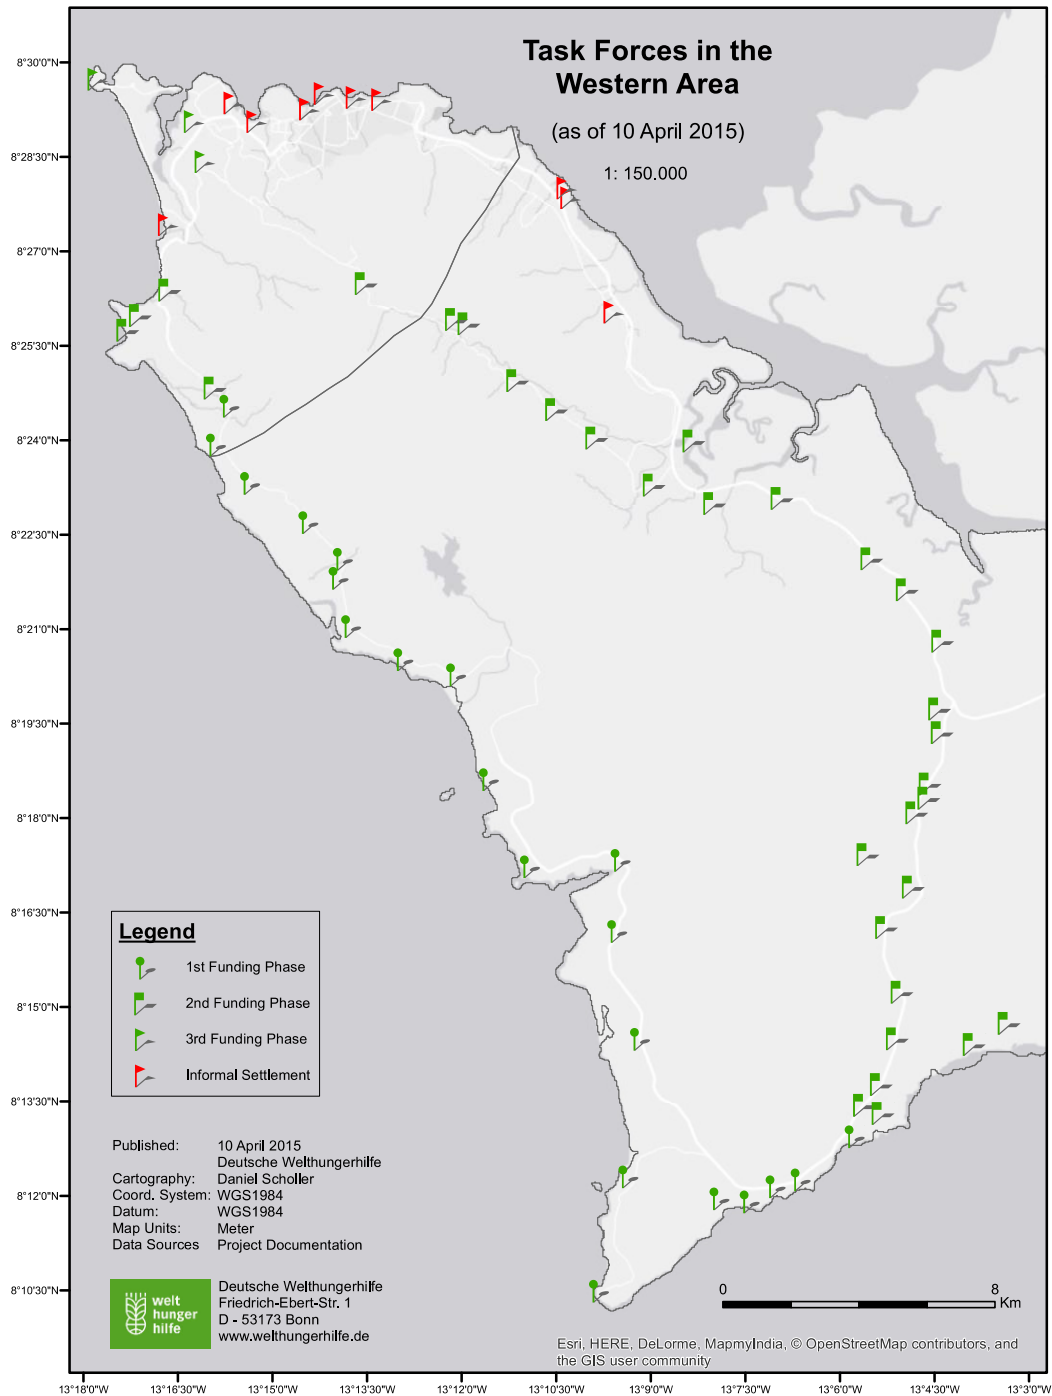 Task Forces in the
Western Area
(as of 10 April 2015)
1: 150.000
8°30'0"N
8°28'30"N
8°27'0"N
8°25'30"N
8°24'0"N
8°22'30"N
8°21'0"N
8°19'30"N
8°18'0"N
8°16'30"N
8°15'0"N
8°13'30"N
8°12'0"N
8°10'30"N
Legend
1st Funding Phase
2nd Funding Phase
3rd Funding Phase
Informal Settlement
Published: 10 April 2015
Deutsche Welthungerhilfe
Cartography: Daniel Scholler
Coord. System: WGS1984
Datum: WGS1984
Map Units: Meter
Data Sources Project Documentation
welt
hunger
hilfe
Deutsche Welthungerhilfe
Friedrich-Ebert-Str. 1
D - 53173 Bonn
www.welthungerhilfe.de
0 8
Km
Esri, HERE, DeLorme, MapmyIndia, © OpenStreetMap contributors, and
the GIS user community
13°18'0"W 13°16'30"W 13°15'0"W 13°13'30"W 13°12'0"W 13°10'30"W 13°9'0"W 13°7'30"W 13°6'0"W 13°4'30"W 13°3'0"W